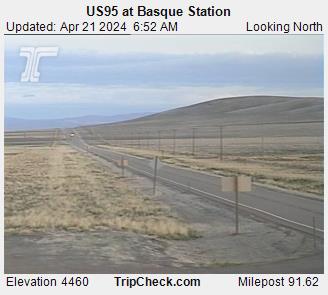 US95 at Basque Station
Updated: Apr 21 2024 6:52 AM Looking North
Elevation 4460 TripCheck.com Milepost 91.62